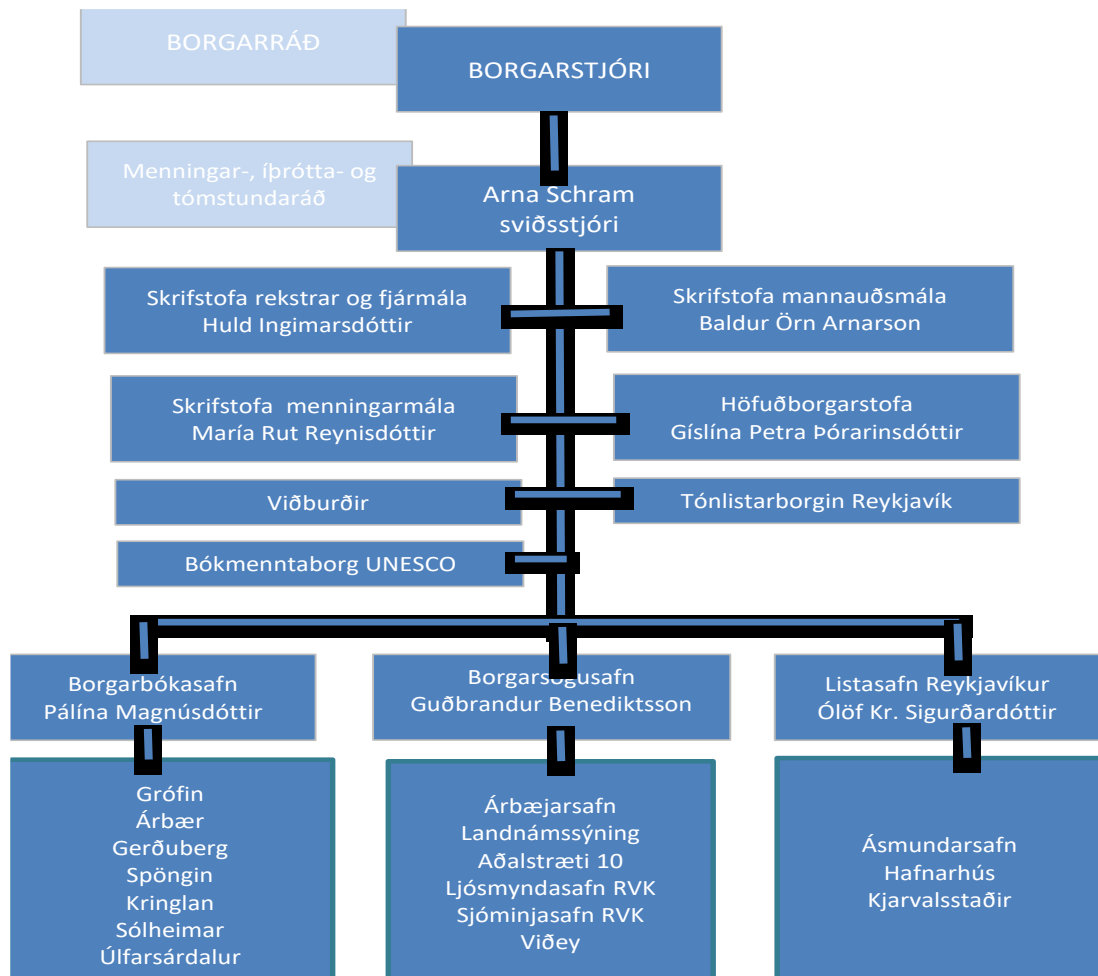 BORGARRÁÐ
BORGARSTJÓRI
Menningar-, íþrótta- og
tómstundaráð
Arna Schram
sviðsstjóri
Skrifstofa rekstrar og fjármála
Huld Ingimarsdóttir
Skrifstofa mannauðsmála
Baldur Örn Arnarson
Skrifstofa menningarmála
María Rut Reynisdóttir
Höfuðborgarstofa
Gíslína Petra Þórarinsdóttir
Viðburðir
Tónlistarborgin Reykjavík
Bókmenntaborg UNESCO
Borgarbókasafn
Pálína Magnúsdóttir
Borgarsögusafn
Guðbrandur Benediktsson
Listasafn Reykjavíkur
Ólöf Kr. Sigurðardóttir
Grófin
Árbær
Gerðuberg
Spöngin
Kringlan
Sólheimar
Úlfarsárdalur
Árbæjarsafn
Landnámssýning
Aðalstræti 10
Ljósmyndasafn RVK
Sjóminjasafn RVK
Viðey
Ásmundarsafn
Hafnarhús
Kjarvalsstaðir